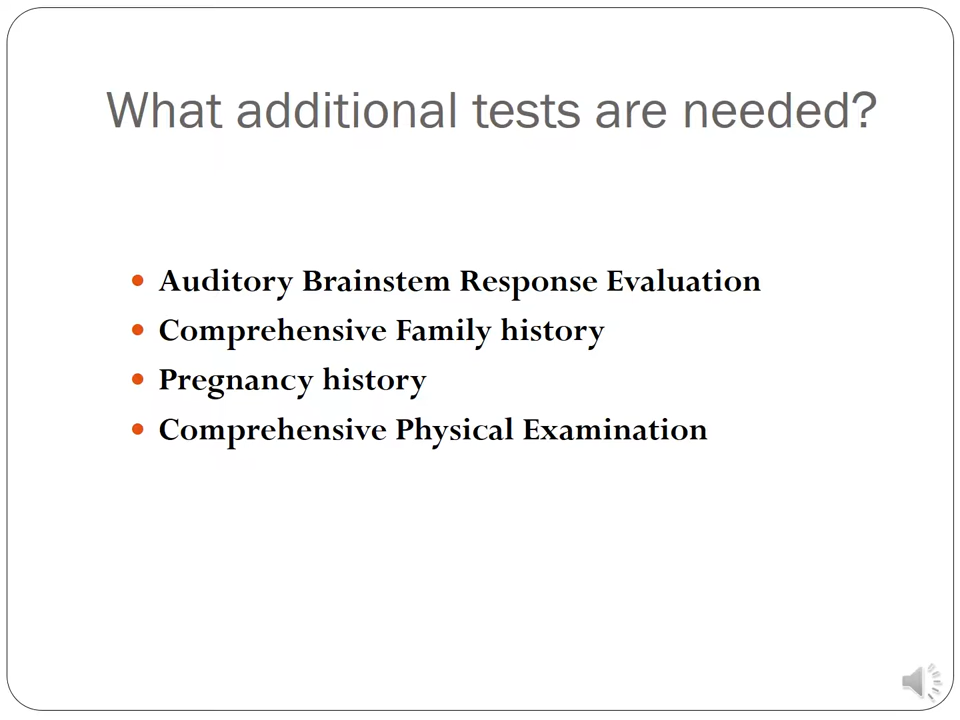 What additional tests are needed?
Auditory Brainstem Response Evaluation
Comprehensive Family history
Pregnancy history
Comprehensive Physical Examination